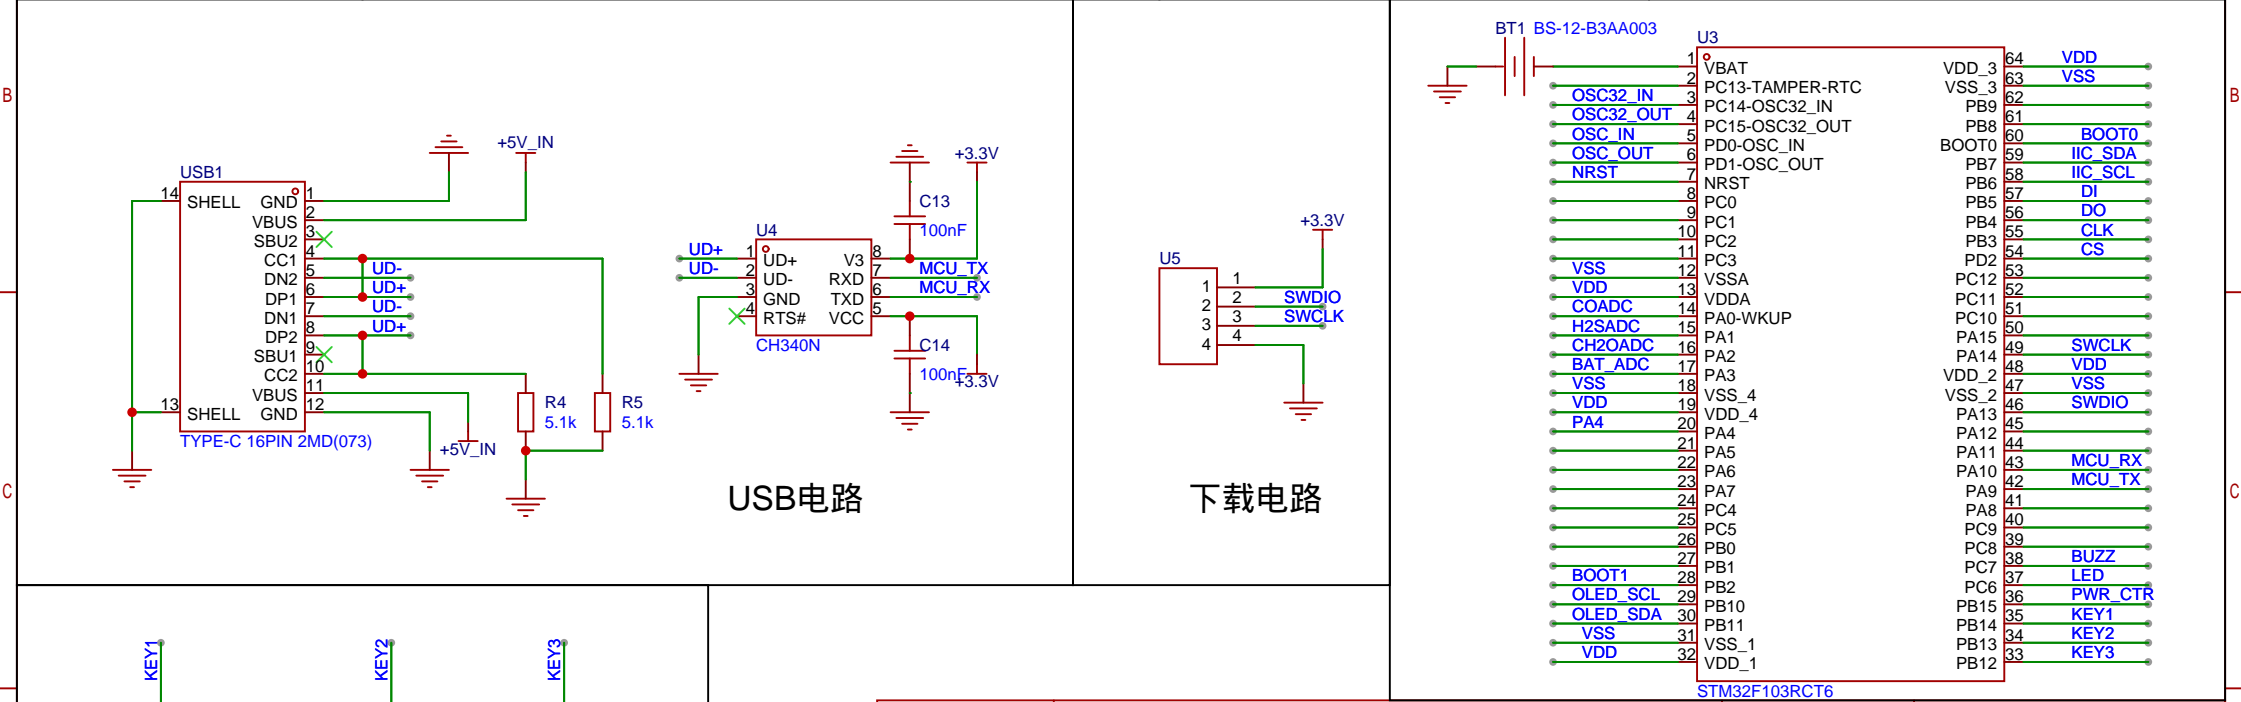 B
USB1
14
SHELL
13
SHELL
GND 1
VBUS 2
SBU2 3
CC1 4
DN2 5 UD-
DP1 6 UD+
DN1 7 UD-
DP2 8 UD+
SBU1 9
CC2 10
VBUS 11
GND 12
TYPE-C 16PIN 2MD(073)
+5V_IN
+5V_IN
R4
5.1k
R5
5.1k
U4
UD+ 1 UD+
UD- 2 UD-
3 GND
4 RTS#
V3 8
RXD 7 MCU_TX
TXD 6 MCU_RX
VCC 5
CH340N
C13
100nF
+3.3V
C14
100nF
+3.3V
USB电路
U5
1 1
2 2 SWDIO
3 3 SWCLK
4 4
+3.3V
下载电路
BT1 BS-12-B3AA003
U3
1 VBAT
2 PC13-TAMPER-RTC
OSC32_IN 3 PC14-OSC32_IN
OSC32_OUT 4 PC15-OSC32_OUT
OSC_IN 5 PD0-OSC_IN
OSC_OUT 6 PD1-OSC_OUT
NRST 7 NRST
8 PC0
9 PC1
10 PC2
11 PC3
VSS 12 VSSA
VDD 13 VDDA
COADC 14 PA0-WKUP
H2SADC 15 PA1
CH2OADC 16 PA2
BAT_ADC 17 PA3
VSS 18 VSS_4
VDD 19 VDD_4
PA4 20 PA4
21 PA5
22 PA6
23 PA7
24 PC4
25 PC5
26 PB0
27 PB1
BOOT1 28 PB2
OLED_SCL 29 PB10
OLED_SDA 30 PB11
VSS 31 VSS_1
VDD 32 VDD_1
VDD_3 64 VDD
VSS_3 63 VSS
PB9 62
PB8 61
BOOT0 60 BOOT0
PB7 59 IIC_SDA
PB6 58 IIC_SCL
PB5 57 DI
PB4 56 DO
PB3 55 CLK
PD2 54 CS
PC12 53
PC11 52
PC10 51
PA15 50
PA14 49 SWCLK
VDD_2 48 VDD
VSS_2 47 VSS
PA13 46 SWDIO
PA12 45
PA11 44
PA10 43 MCU_RX
PA9 42 MCU_TX
PA8 41
PC9 40
PC8 39
PC7 38 BUZZ
PC6 37 LED
PB15 36 PWR_CTR
PB14 35 KEY1
PB13 34 KEY2
PB12 33 KEY3
STM32F103RCT6
B
C
C
KEY1
KEY2
KEY3